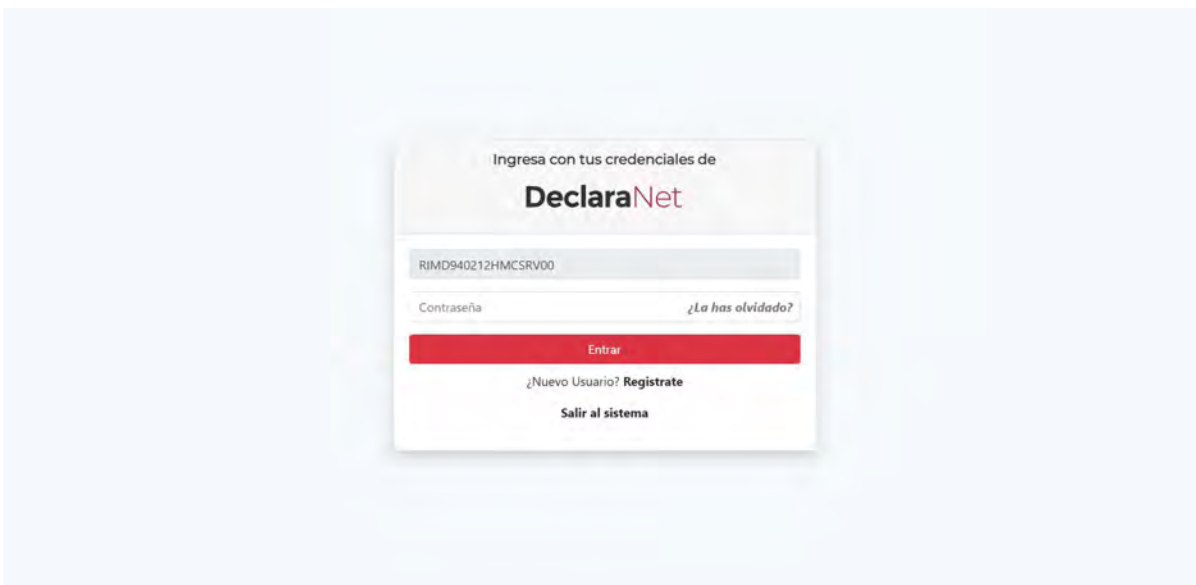 Ingresa con tus credenciales de
DeclaraNet
RIMD940212HMCSRV00
Contraseña ¿La has olvidado?
Entrar
¿Nuevo Usuario? Registrate
Salir al sistema